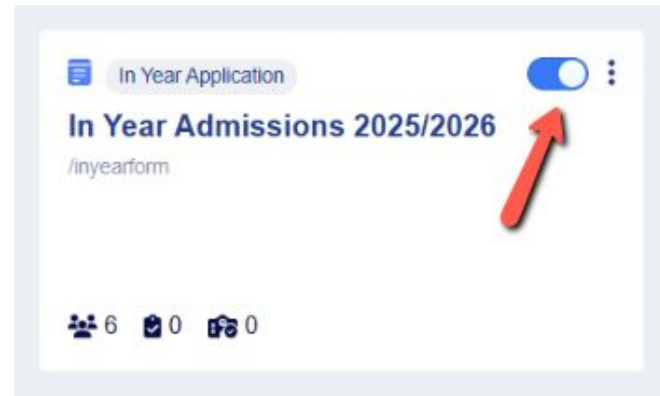 In Year Application
In Year Admissions 2025/2026
/inyearform
6 0 0